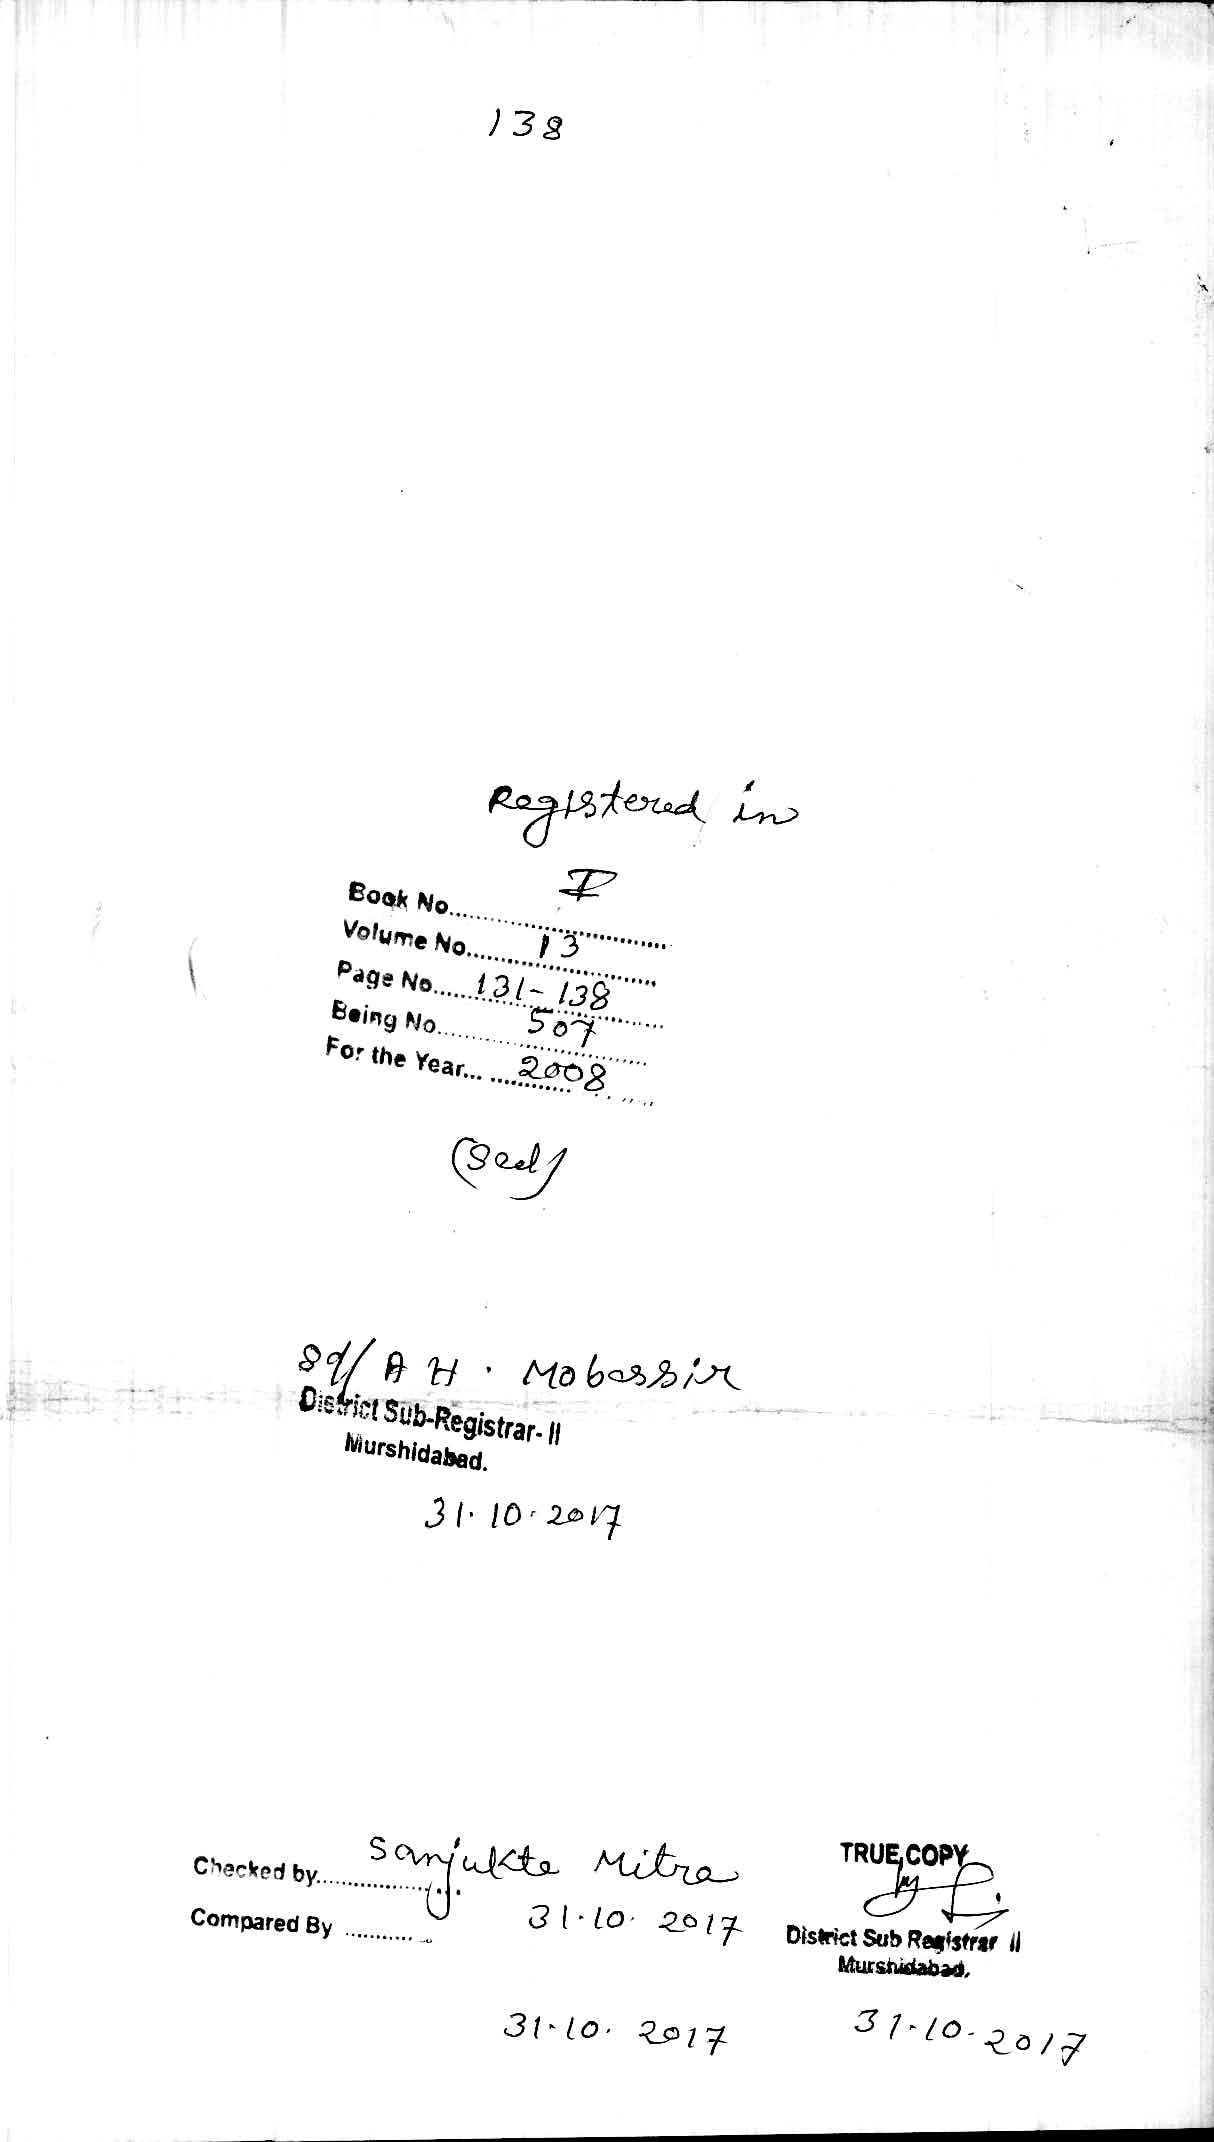 138
Registered in
Book No............ I
Volume No....... 13
Page No...... 131-138
Being No........ 507
For the Year... 2008
(Seal)
Sd/ A H. Mobassir
District Sub-Registrar- II
Murshidabad.
31.10.2017
Checked by............ Sanjukta Mitra
31.10.2017
Compared By ............
31.10.2017
TRUE COPY
District Sub Registrar II
Murshidabad.
31.10.2017